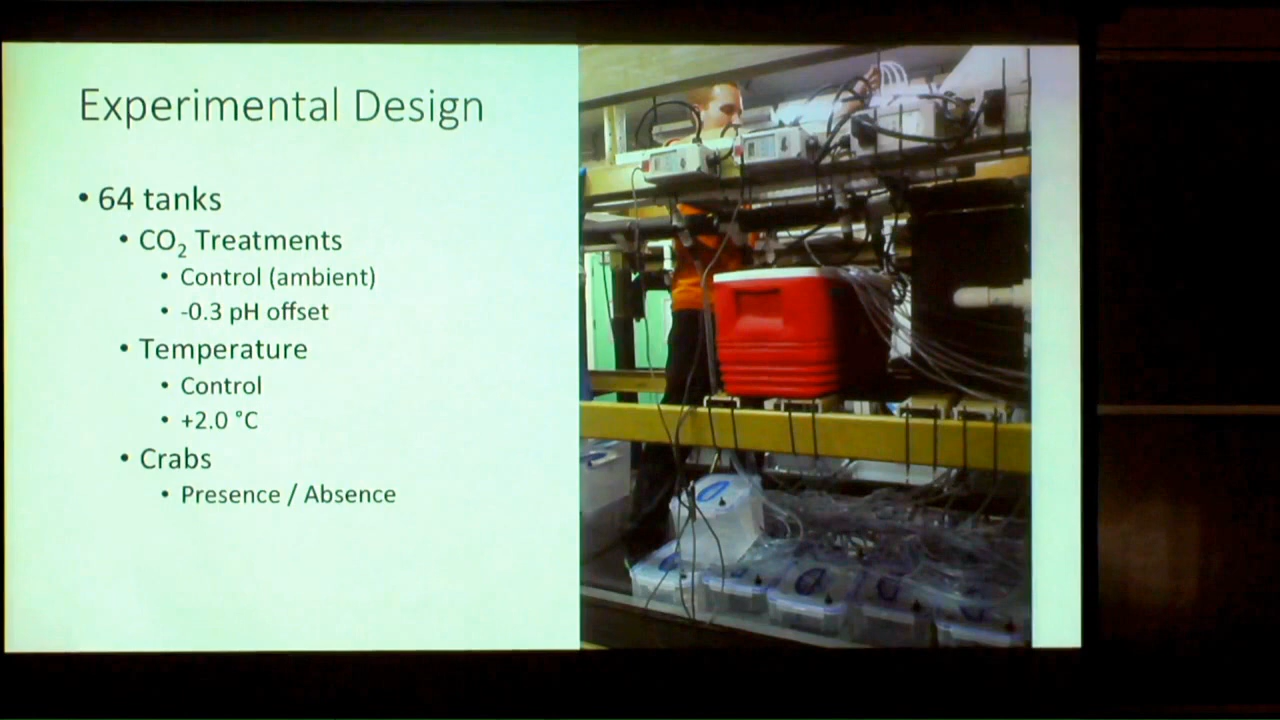 Experimental Design
• 64 tanks
• CO₂ Treatments
• Control (ambient)
• -0.3 pH offset
• Temperature
• Control
• +2.0 °C
• Crabs
• Presence / Absence